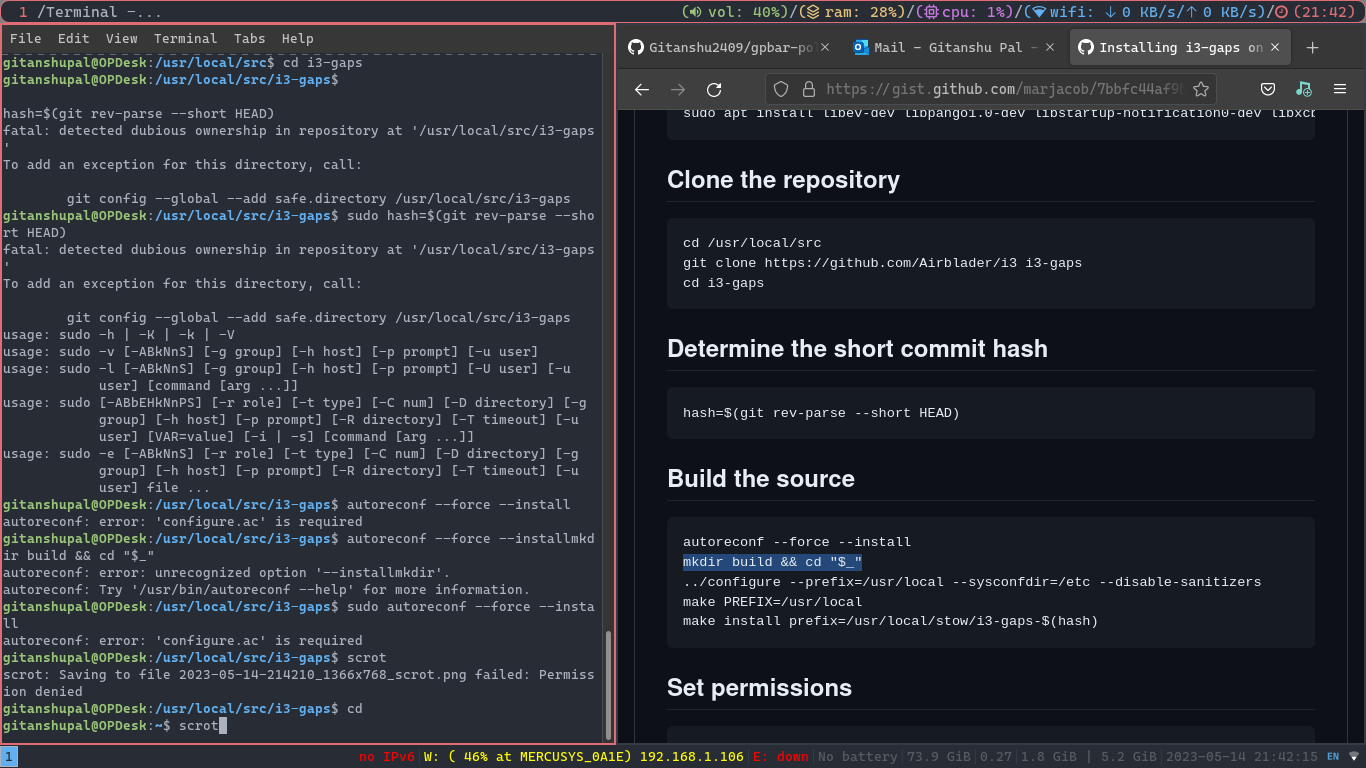 1 /Terminal –... (vol: 40%)/(ram: 28%)/(cpu: 1%)/(wifi: ↓ 0 KB/s/↑ 0 KB/s)/(21:42)
File Edit View Terminal Tabs Help
gitanshupal@OPDesk:/usr/local/src$ cd i3-gaps
gitanshupal@OPDesk:/usr/local/src/i3-gaps$
hash=$(git rev-parse --short HEAD)
fatal: detected dubious ownership in repository at '/usr/local/src/i3-gaps
'
To add an exception for this directory, call:
git config --global --add safe.directory /usr/local/src/i3-gaps
gitanshupal@OPDesk:/usr/local/src/i3-gaps$ sudo hash=$(git rev-parse --sho
rt HEAD)
fatal: detected dubious ownership in repository at '/usr/local/src/i3-gaps
'
To add an exception for this directory, call:
git config --global --add safe.directory /usr/local/src/i3-gaps
usage: sudo -h | -K | -k | -V
usage: sudo -v [-ABkNnS] [-g group] [-h host] [-p prompt] [-u user]
usage: sudo -l [-ABkNnS] [-g group] [-h host] [-p prompt] [-U user] [-u
user] [command [arg ...]]
usage: sudo [-ABbEHkNnPS] [-r role] [-t type] [-C num] [-D directory] [-g
group] [-h host] [-p prompt] [-R directory] [-T timeout] [-u
user] [VAR=value] [-i | -s] [command [arg ...]]
usage: sudo -e [-ABkNnS] [-r role] [-t type] [-C num] [-D directory] [-g
group] [-h host] [-p prompt] [-R directory] [-T timeout] [-u
user] file ...
gitanshupal@OPDesk:/usr/local/src/i3-gaps$ autoreconf --force --install
autoreconf: error: 'configure.ac' is required
gitanshupal@OPDesk:/usr/local/src/i3-gaps$ autoreconf --force --installmkd
ir build && cd "$_"
autoreconf: error: unrecognized option '--installmkdir'.
autoreconf: Try '/usr/bin/autoreconf --help' for more information.
gitanshupal@OPDesk:/usr/local/src/i3-gaps$ sudo autoreconf --force --insta
ll
autoreconf: error: 'configure.ac' is required
gitanshupal@OPDesk:/usr/local/src/i3-gaps$ scrot
scrot: Saving to file 2023-05-14-214210_1366x768_scrot.png failed: Permiss
ion denied
gitanshupal@OPDesk:/usr/local/src/i3-gaps$ cd
gitanshupal@OPDesk:~$ scrot
Gitanshu2409/gpbar-po × Mail – Gitanshu Pal – × Installing i3-gaps on ×
https://gist.github.com/marjacob/7bbfc44af9
sudo apt install libev-dev libpango1.0-dev libstartup-notification0-dev libxcb
Clone the repository
cd /usr/local/src
git clone https://github.com/Airblader/i3 i3-gaps
cd i3-gaps
Determine the short commit hash
hash=$(git rev-parse --short HEAD)
Build the source
autoreconf --force --install
mkdir build && cd "$_"
../configure --prefix=/usr/local --sysconfdir=/etc --disable-sanitizers
make PREFIX=/usr/local
make install prefix=/usr/local/stow/i3-gaps-$(hash)
Set permissions
1 no IPv6 W: ( 46% at MERCUSYS_0A1E) 192.168.1.106 E: down No battery 73.9 GiB 0.27 1.8 GiB | 5.2 GiB 2023-05-14 21:42:15 EN